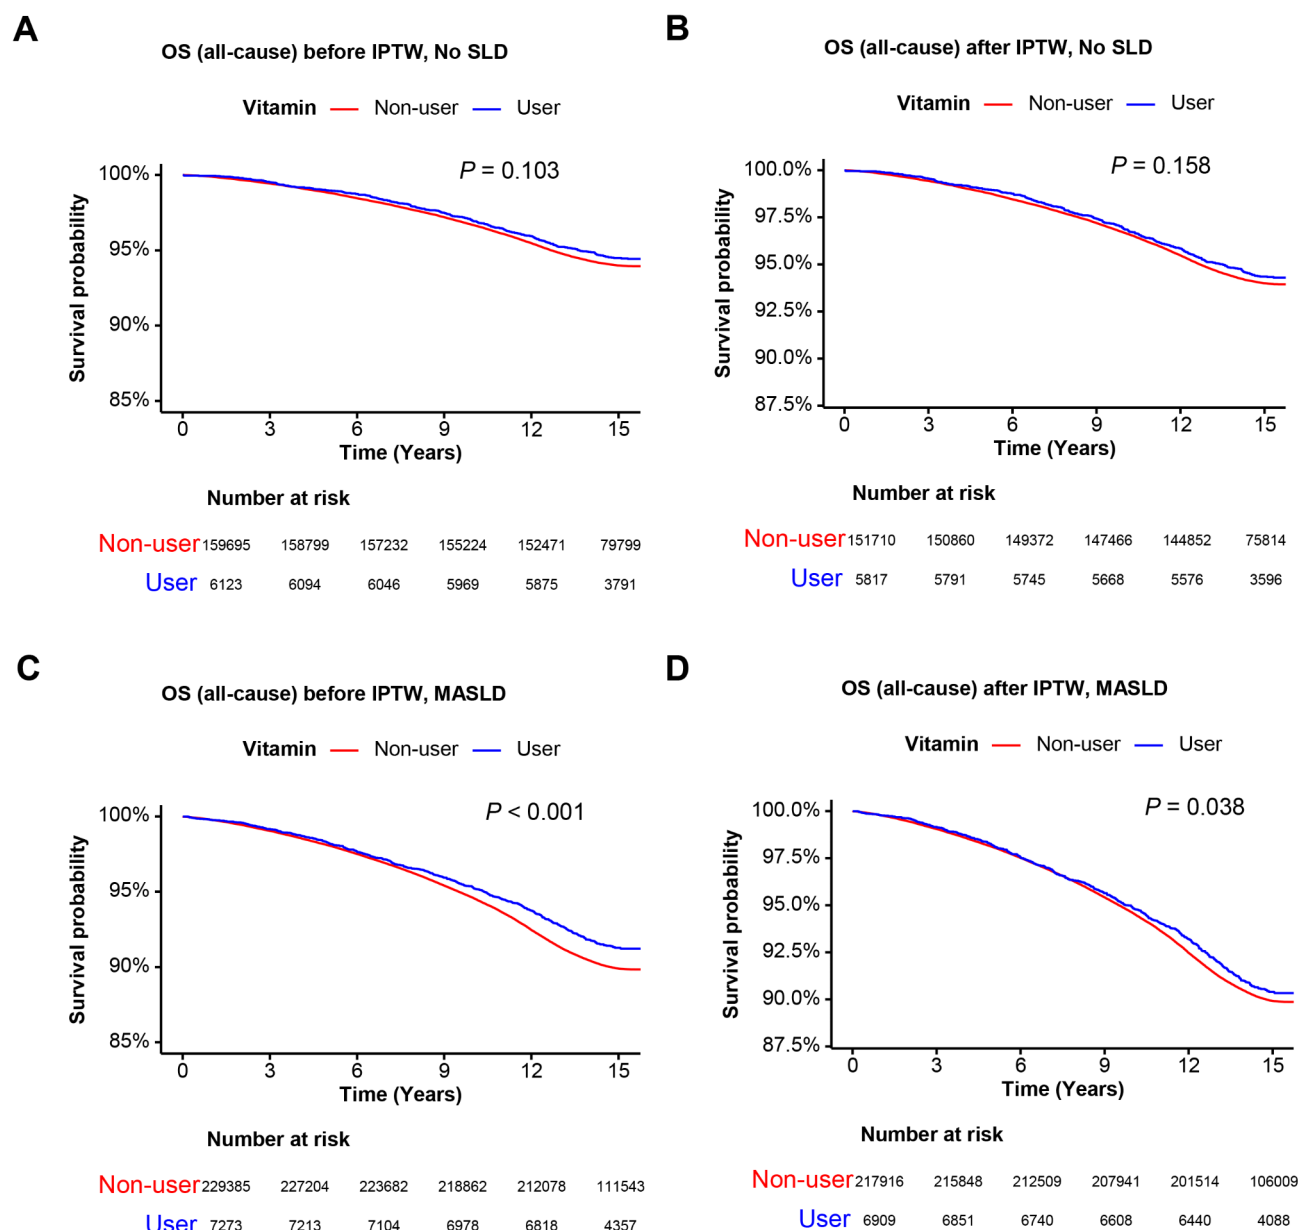 A
OS (all-cause) before IPTW, No SLD
Vitamin Non-user User
P = 0.103
100%
95%
90%
85%
Survival probability
0 3 6 9 12 15
Time (Years)
Number at risk
Non-user 159695 158799 157232 155224 152471 79799
User 6123 6094 6046 5969 5875 3791
B
OS (all-cause) after IPTW, No SLD
Vitamin Non-user User
P = 0.158
100.0%
97.5%
95.0%
92.5%
90.0%
87.5%
Survival probability
0 3 6 9 12 15
Time (Years)
Number at risk
Non-user 151710 150860 149372 147466 144852 75814
User 5817 5791 5745 5668 5576 3596
C
OS (all-cause) before IPTW, MASLD
Vitamin Non-user User
P < 0.001
100%
95%
90%
85%
Survival probability
0 3 6 9 12 15
Time (Years)
Number at risk
Non-user 229385 227204 223682 218862 212078 111543
User 7273 7213 7104 6978 6818 4357
D
OS (all-cause) after IPTW, MASLD
Vitamin Non-user User
P = 0.038
100.0%
97.5%
95.0%
92.5%
90.0%
87.5%
Survival probability
0 3 6 9 12 15
Time (Years)
Number at risk
Non-user 217916 215848 212509 207941 201514 106009
User 6909 6851 6740 6608 6440 4088